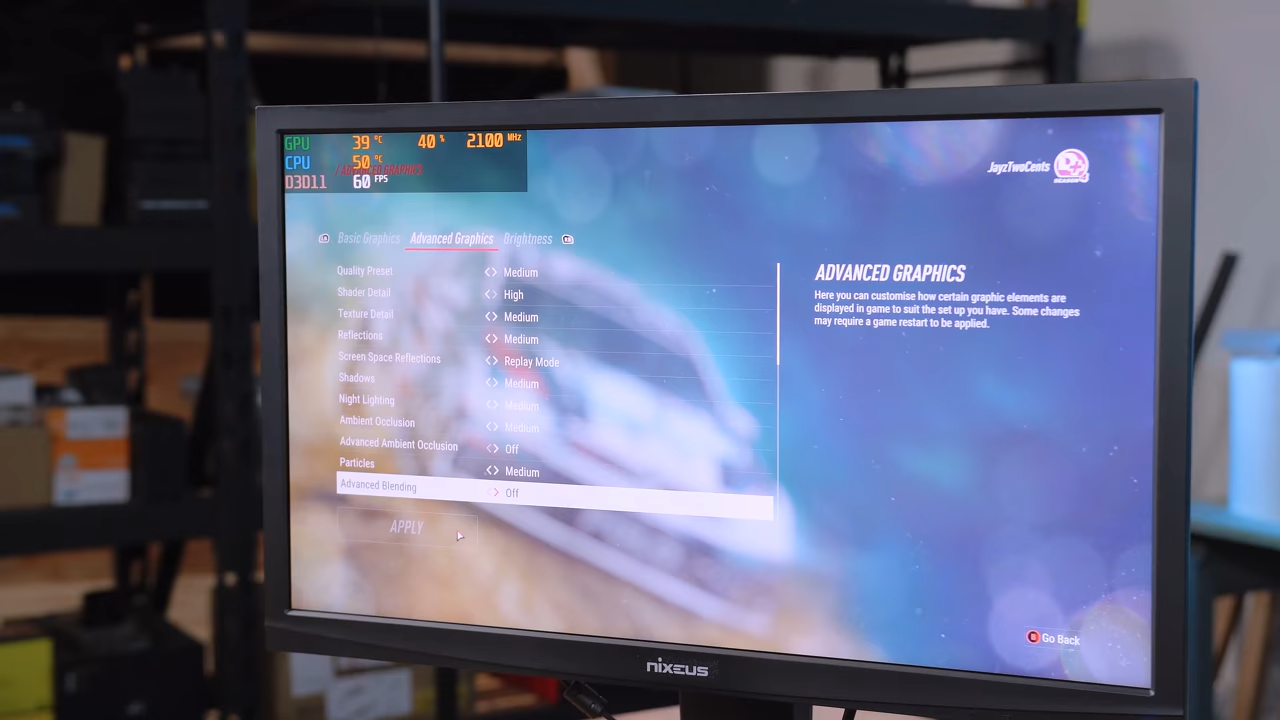 GPU 39 °C 40 % 2100 MHz
CPU 50 °C
D3D11 60 FPS
/ADVANCED GRAPHICS
JayzTwoCents D+
Basic Graphics Advanced Graphics Brightness
Quality Preset Medium
Shader Detail High
Texture Detail Medium
Reflections Medium
Screen Space Reflections Replay Mode
Shadows Medium
Night Lighting Medium
Ambient Occlusion Medium
Advanced Ambient Occlusion Off
Particles Medium
Advanced Blending Off
APPLY
ADVANCED GRAPHICS
Here you can customise how certain graphic elements are
displayed in game to suit the set up you have. Some changes
may require a game restart to be applied.
Go Back
nixeus